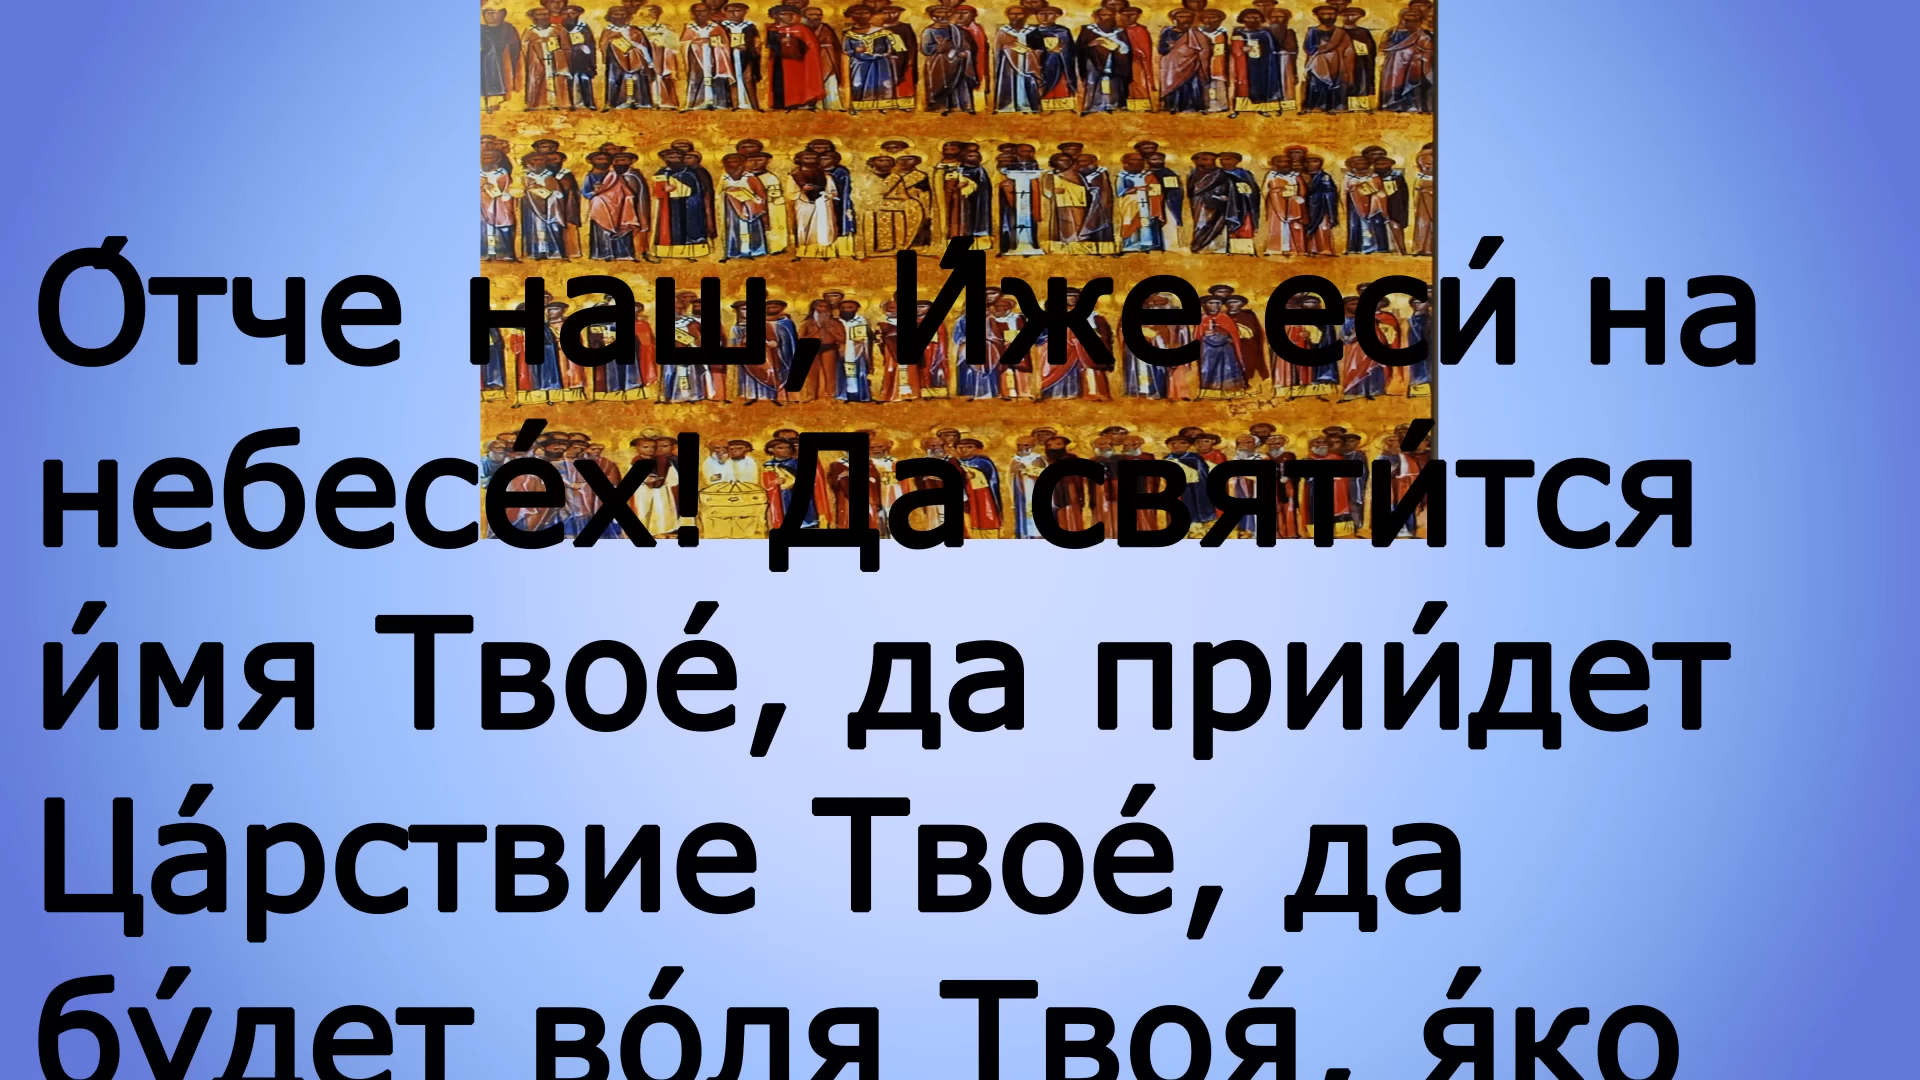 О́тче наш, И́же еси́ на
небесе́х! Да святи́тся
и́мя Твое́, да прии́дет
Ца́рствие Твое́, да
бу́дет во́ля Твоя́, я́ко